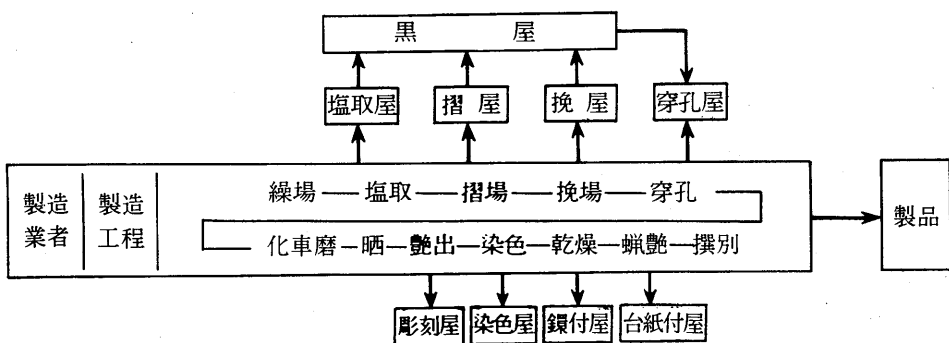 黒屋
塩取屋 摺屋 挽屋 穿孔屋
製造業者 製造工程
繰場—塩取—摺場—挽場—穿孔
化車磨—晒—艶出—染色—乾燥—蝋艶—撰別
製品
彫刻屋 染色屋 鎖付屋 台紙付屋